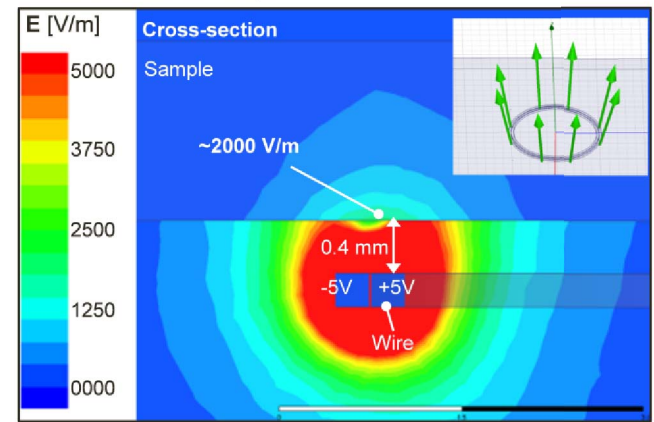 E [V/m]
5000
3750
2500
1250
0000
Cross-section
Sample
~2000 V/m
0.4 mm
-5V
+5V
Wire